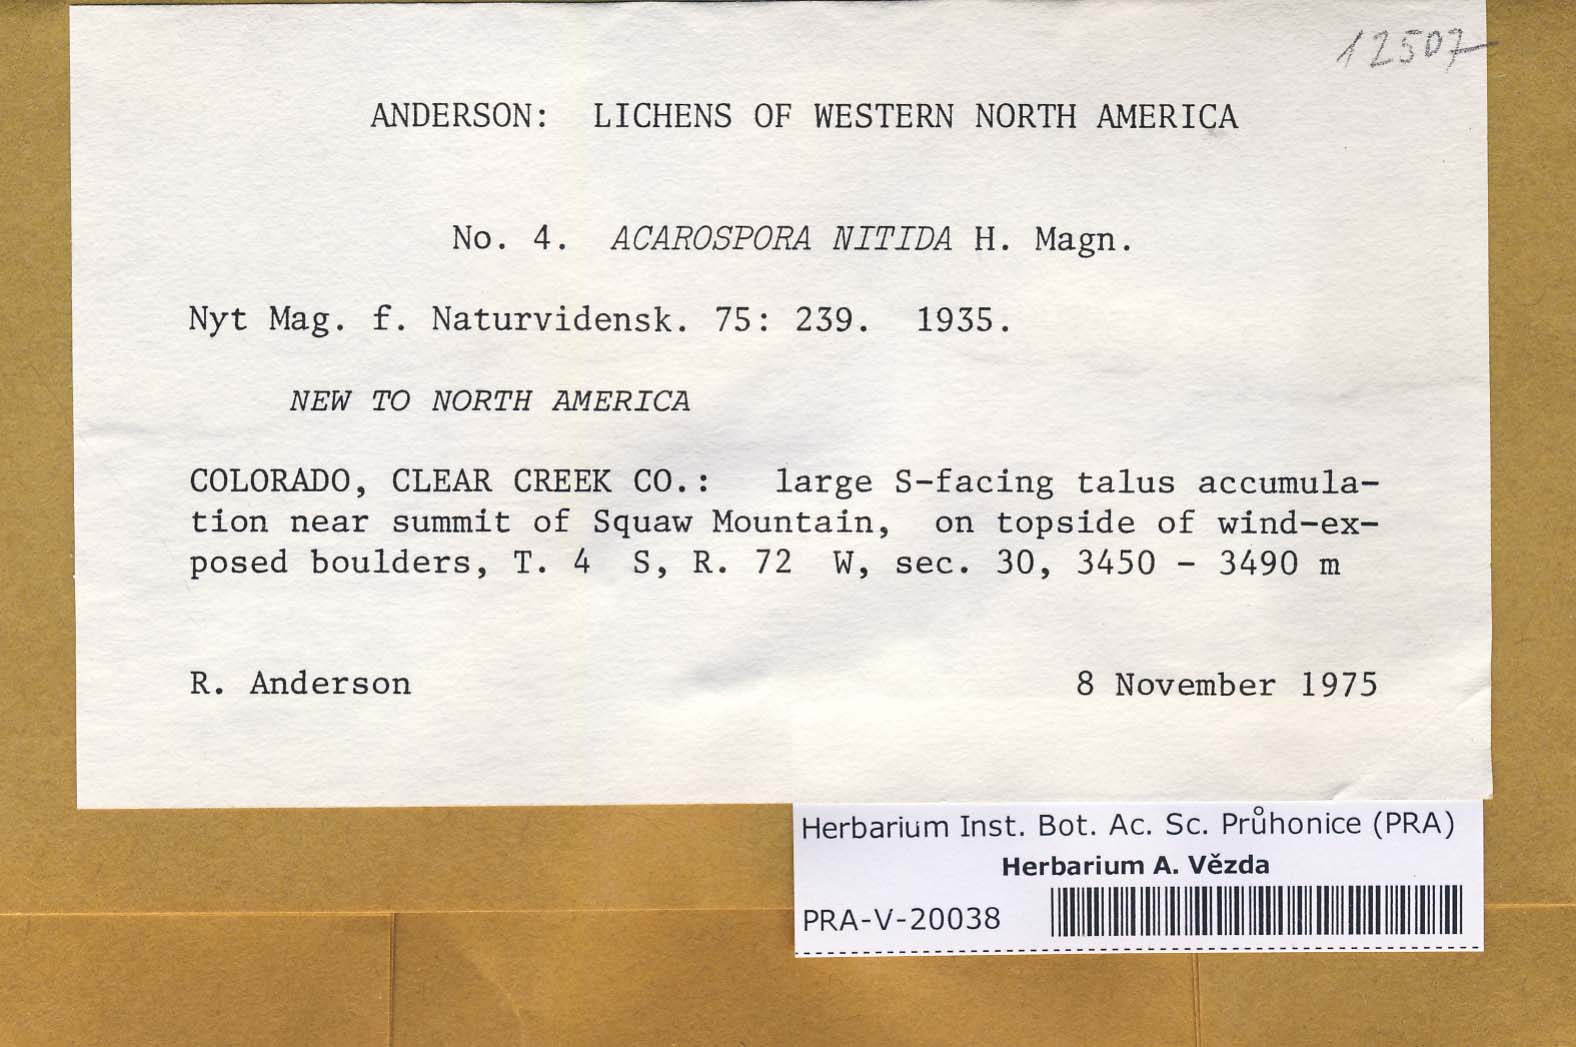 12507
ANDERSON: LICHENS OF WESTERN NORTH AMERICA
No. 4. ACAROSPORA NITIDA H. Magn.
Nyt Mag. f. Naturvidensk. 75: 239. 1935.
NEW TO NORTH AMERICA
COLORADO, CLEAR CREEK CO.: large S-facing talus accumula-
tion near summit of Squaw Mountain, on topside of wind-ex-
posed boulders, T. 4 S, R. 72 W, sec. 30, 3450 - 3490 m
R. Anderson 8 November 1975
Herbarium Inst. Bot. Ac. Sc. Průhonice (PRA)
Herbarium A. Vězda
PRA-V-20038